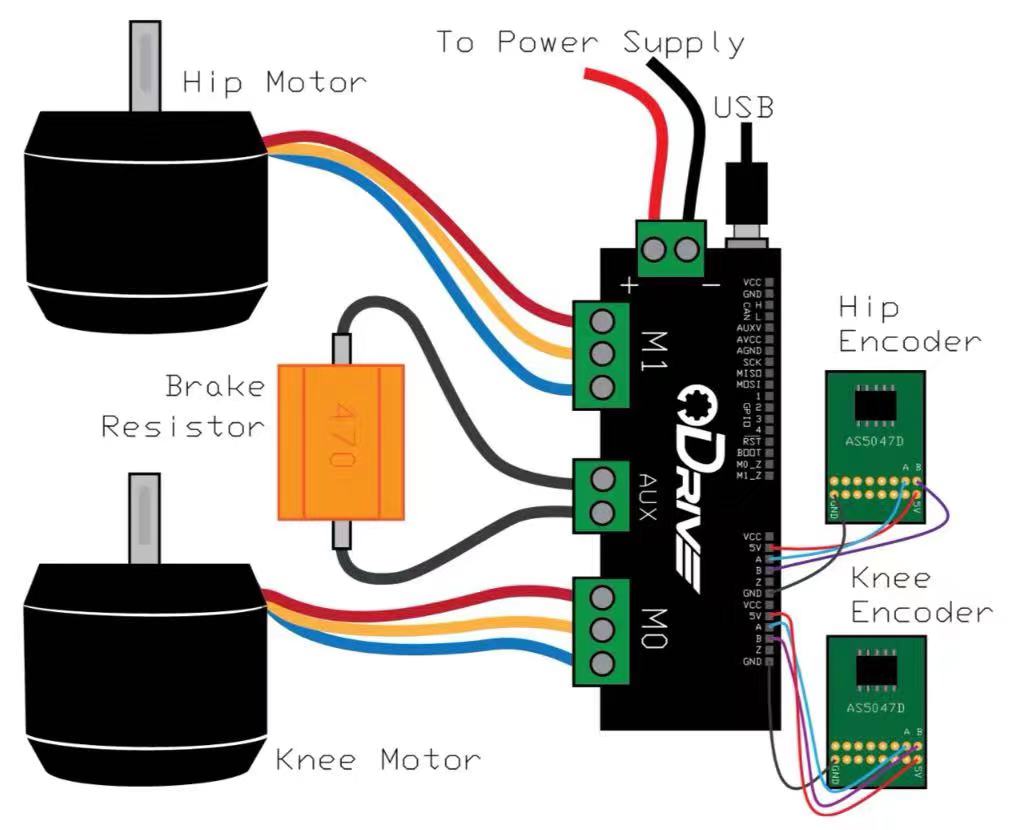 To Power Supply
Hip Motor
USB
+ −
M1
VCC
GND
CAN H
L
AUXV
AVCC
AGND
SCK
MISO
MOSI
1
GPIO 2
3
4
RST
BOOT
M0_Z
M1_Z
Brake
Resistor
470
AUX
ODRIVE
Hip
Encoder
AS5047D
A B
GND 5V
VCC
5V
A
B
Z
GND
VCC
5V
A
B
Z
GND
M0
Knee
Encoder
AS5047D
A B
GND 5V
Knee Motor